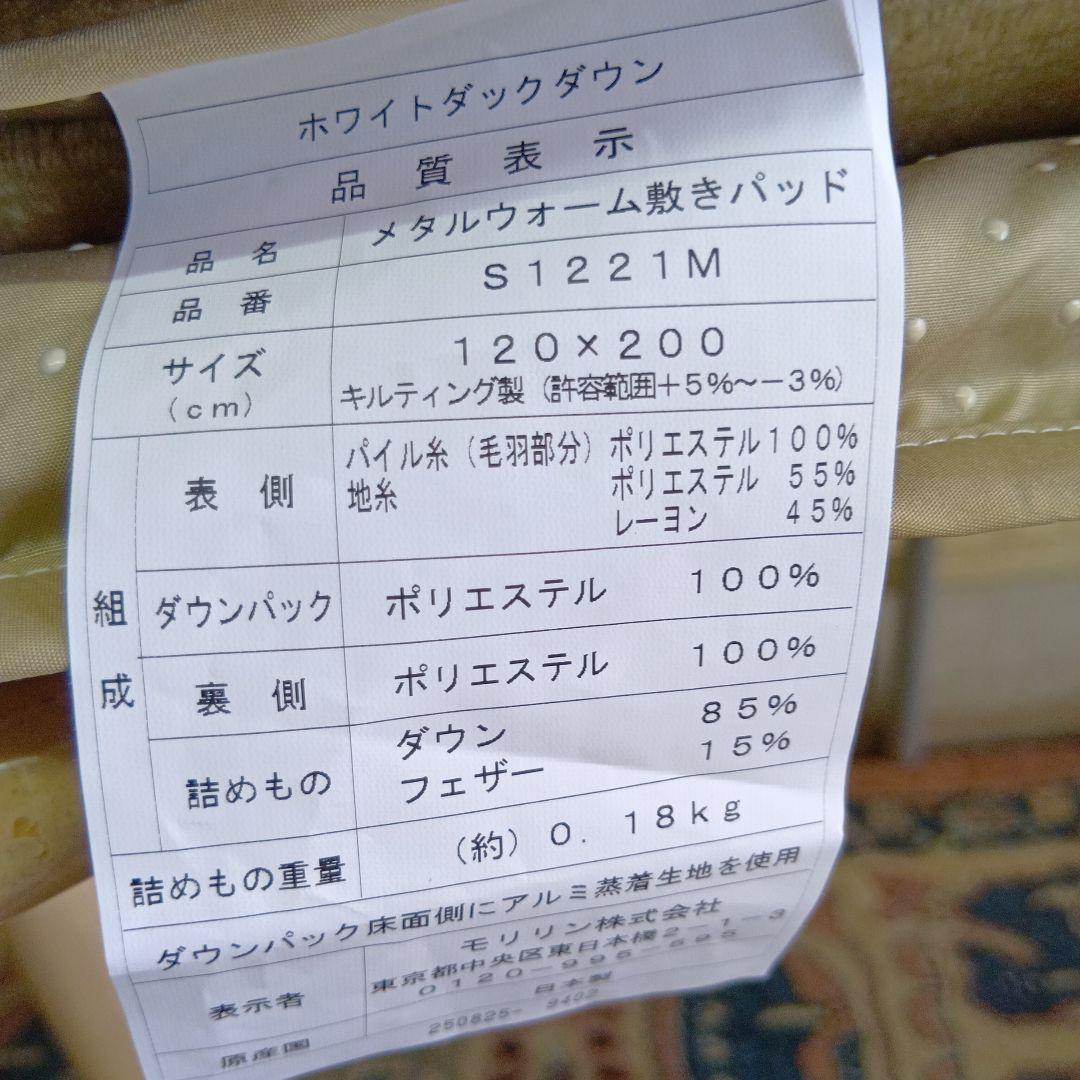 ホワイトダックダウン
品質表示
品名 メタルウォーム敷きパッド
品番 S1221M
サイズ（cm） 120×200
キルティング製（許容範囲＋5%〜－3%）
組成
表側 パイル糸（毛羽部分）ポリエステル100%
地糸 ポリエステル 55%
レーヨン 45%
ダウンパック ポリエステル 100%
裏側 ポリエステル 100%
詰めもの ダウン 85%
フェザー 15%
詰めもの重量 （約）0.18kg
ダウンパック床面側にアルミ蒸着生地を使用
表示者 モリリン株式会社
東京都中央区東日本橋2－1－3
0120－995－595
原産国 日本製
250825- 9402